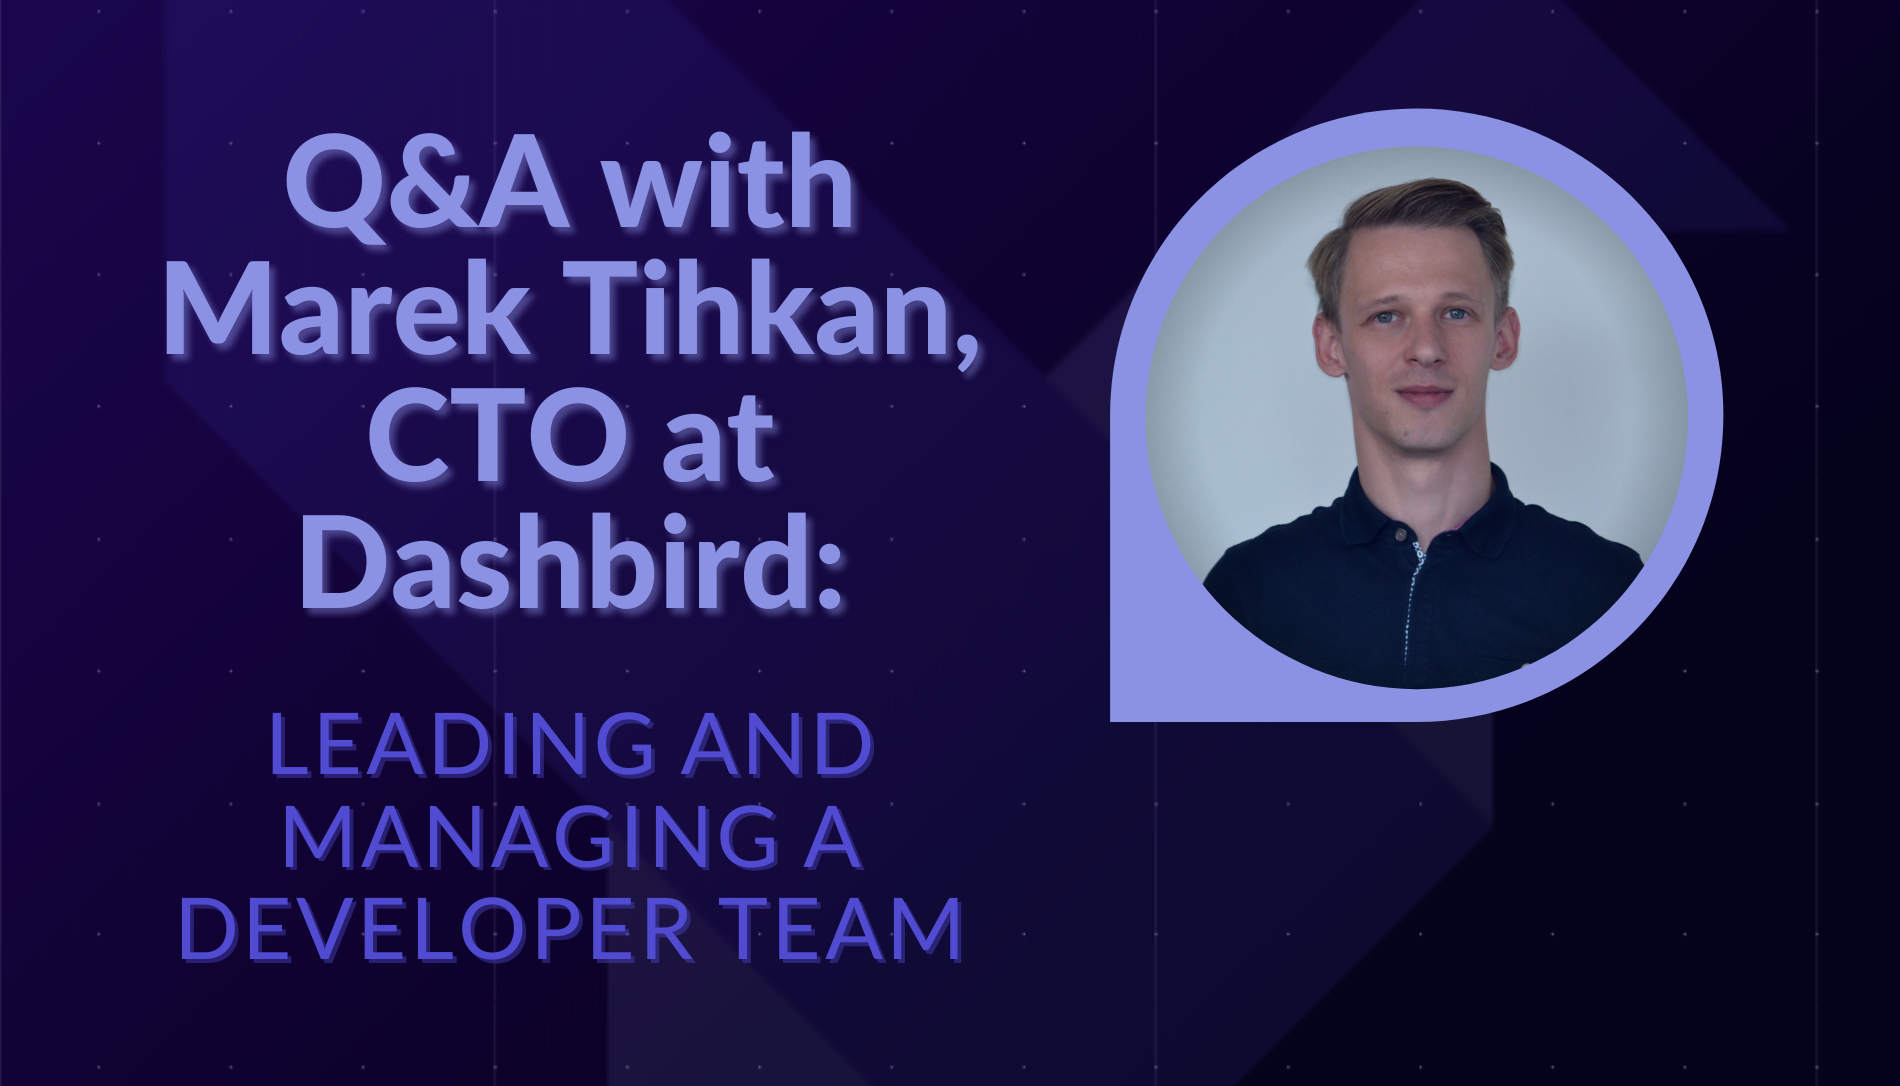 Q&A with
Marek Tihkan,
CTO at
Dashbird:
LEADING AND
MANAGING A
DEVELOPER TEAM